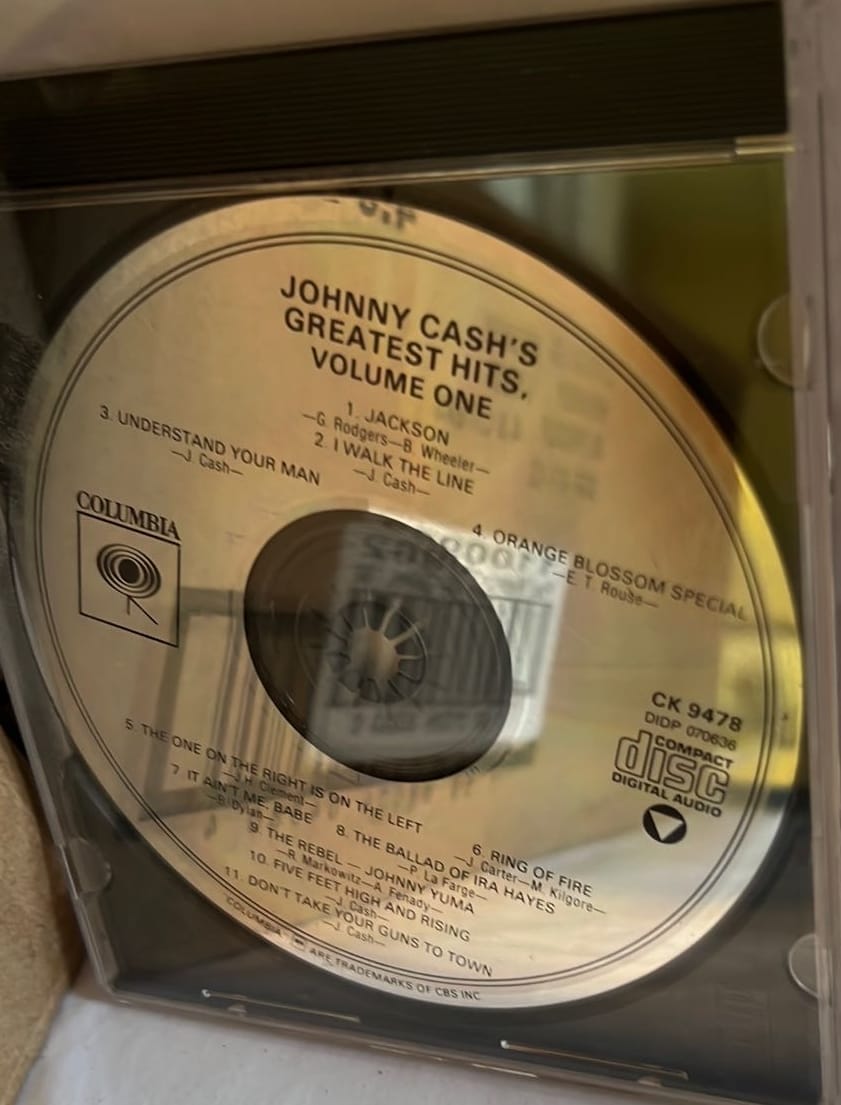 JOHNNY CASH'S
GREATEST HITS,
VOLUME ONE
1. JACKSON
—G. Rodgers—B. Wheeler—
2. I WALK THE LINE
—J. Cash—
3. UNDERSTAND YOUR MAN
—J. Cash—
COLUMBIA
4. ORANGE BLOSSOM SPECIAL
—E. T. Rouse—
CK 9478
DIDP 070636
COMPACT
disc
DIGITAL AUDIO
5. THE ONE ON THE RIGHT IS ON THE LEFT
—J.H. Clement—
6. RING OF FIRE
—J. Carter—M. Kilgore—
7. IT AIN'T ME, BABE
—B. Dylan—
8. THE BALLAD OF IRA HAYES
—P. La Farge—
9. THE REBEL — JOHNNY YUMA
—R. Markowitz—A. Fenady—
10. FIVE FEET HIGH AND RISING
—J. Cash—
11. DON'T TAKE YOUR GUNS TO TOWN
—J. Cash—
COLUMBIA ARE TRADEMARKS OF CBS INC